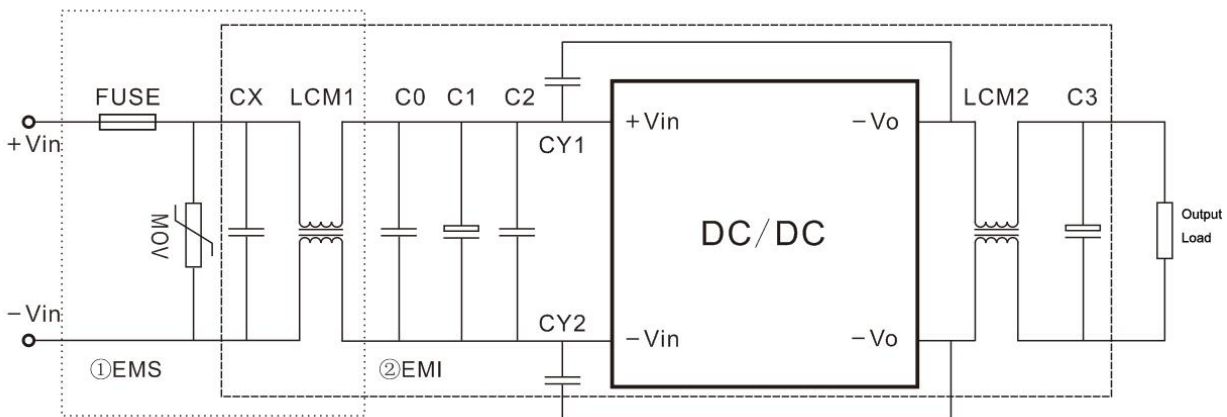 FUSE
CX
LCM1
C0
C1
C2
LCM2
C3
+Vin
CY1
+Vin
−Vo
MOV
DC/DC
Output
Load
−Vin
CY2
−Vin
−Vo
①EMS
②EMI